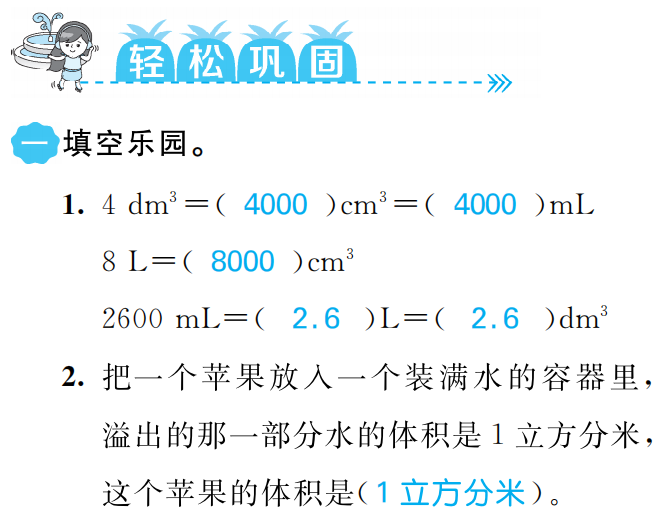 轻松巩固
一 填空乐园。
1. 4 dm³＝( 4000 )cm³＝( 4000 )mL
8 L＝( 8000 )cm³
2600 mL＝( 2.6 )L＝( 2.6 )dm³
2. 把一个苹果放入一个装满水的容器里，
溢出的那一部分水的体积是1立方分米，
这个苹果的体积是(1立方分米)。